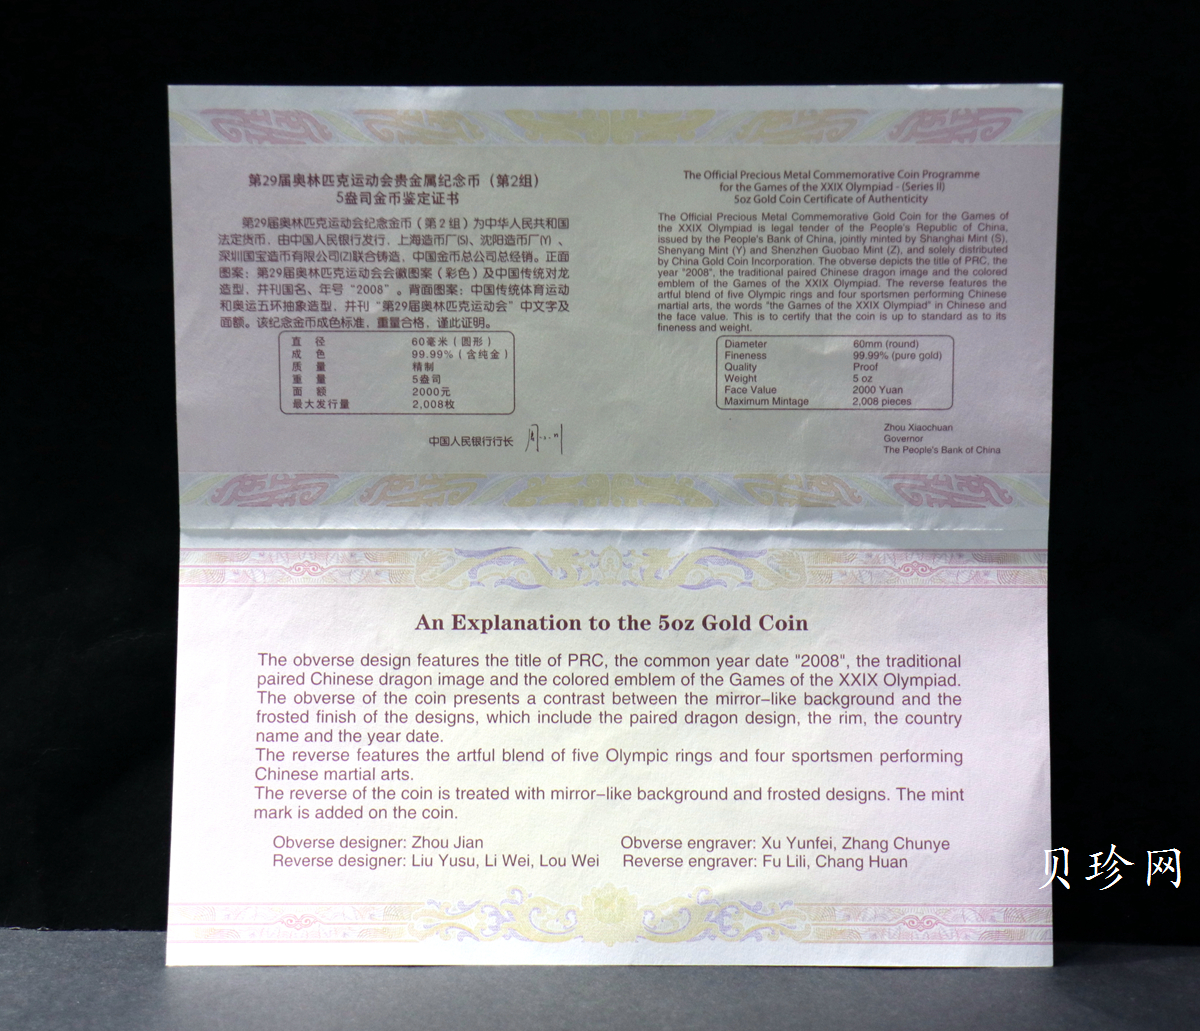 第29届奥林匹克运动会贵金属纪念币（第2组）
5盎司金币鉴定证书
第29届奥林匹克运动会纪念金币（第2组）为中华人民共和国
法定货币，由中国人民银行发行，上海造币厂(S)、沈阳造币厂(Y)、
深圳国宝造币有限公司(Z)联合铸造，中国金币总公司总经销。正面
图案：第29届奥林匹克运动会会徽图案（彩色）及中国传统对龙
造型，并刊国名、年号“2008”。背面图案：中国传统体育运动
和奥运五环抽象造型，并刊“第29届奥林匹克运动会”中文字及
面额。该纪念金币成色标准，重量合格，谨此证明。
直 径 60毫米（圆形）
成 色 99.99%（含纯金）
质 量 精制
重 量 5盎司
面 额 2000元
最大发行量 2,008枚
中国人民银行行长
The Official Precious Metal Commemorative Coin Programme
for the Games of the XXIX Olympiad - (Series II)
5oz Gold Coin Certificate of Authenticity
The Official Precious Metal Commemorative Gold Coin for the Games of
the XXIX Olympiad is legal tender of the People's Republic of China,
issued by the People's Bank of China, jointly minted by Shanghai Mint (S),
Shenyang Mint (Y) and Shenzhen Guobao Mint (Z), and solely distributed
by China Gold Coin Incorporation. The obverse depicts the title of PRC, the
year "2008", the traditional paired Chinese dragon image and the colored
emblem of the Games of the XXIX Olympiad. The reverse features the
artful blend of five Olympic rings and four sportsmen performing Chinese
martial arts, the words "the Games of the XXIX Olympiad" in Chinese and
the face value. This is to certify that the coin is up to standard as to its
fineness and weight.
Diameter 60mm (round)
Fineness 99.99% (pure gold)
Quality Proof
Weight 5 oz
Face Value 2000 Yuan
Maximum Mintage 2,008 pieces
Zhou Xiaochuan
Governor
The People's Bank of China
An Explanation to the 5oz Gold Coin
The obverse design features the title of PRC, the common year date "2008", the traditional
paired Chinese dragon image and the colored emblem of the Games of the XXIX Olympiad.
The obverse of the coin presents a contrast between the mirror-like background and the
frosted finish of the designs, which include the paired dragon design, the rim, the country
name and the year date.
The reverse features the artful blend of five Olympic rings and four sportsmen performing
Chinese martial arts.
The reverse of the coin is treated with mirror-like background and frosted designs. The mint
mark is added on the coin.
Obverse designer: Zhou Jian Obverse engraver: Xu Yunfei, Zhang Chunye
Reverse designer: Liu Yusu, Li Wei, Lou Wei Reverse engraver: Fu Lili, Chang Huan
贝珍网